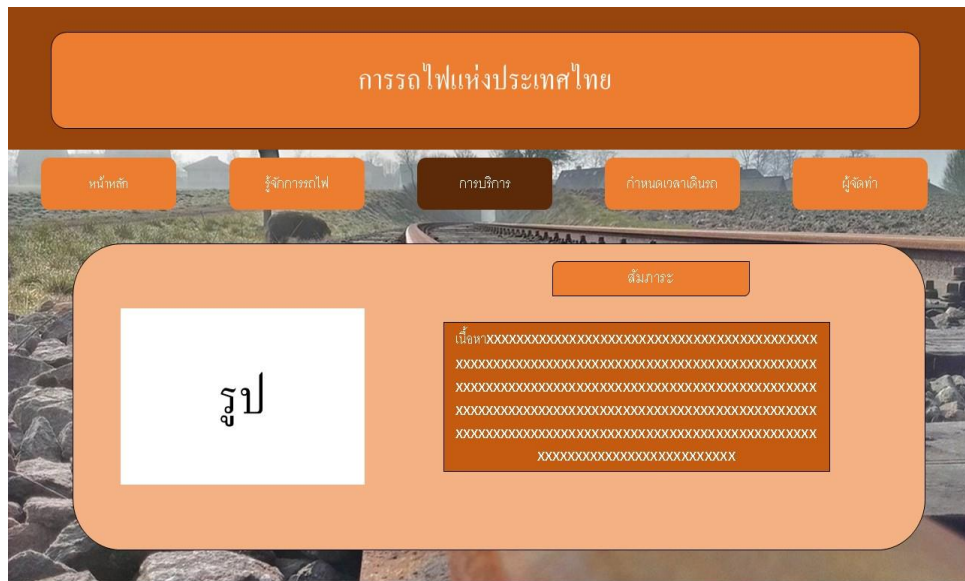 การรถไฟแห่งประเทศไทย
หน้าหลัก
รู้จักการรถไฟ
การบริการ
กำหนดเวลาเดินรถ
ผู้จัดทำ
สัมภาระ
รูป
เนื้อหาXXXXXXXXXXXXXXXXXXXXXXXXXXXXXXXXXXXXXXXXXXX
XXXXXXXXXXXXXXXXXXXXXXXXXXXXXXXXXXXXXXXXXXXXXXX
XXXXXXXXXXXXXXXXXXXXXXXXXXXXXXXXXXXXXXXXXXXXXXX
XXXXXXXXXXXXXXXXXXXXXXXXXXXXXXXXXXXXXXXXXXXXXXX
XXXXXXXXXXXXXXXXXXXXXXXXXXXXXXXXXXXXXXXXXXXXXXX
XXXXXXXXXXXXXXXXXXXXXXXXXX